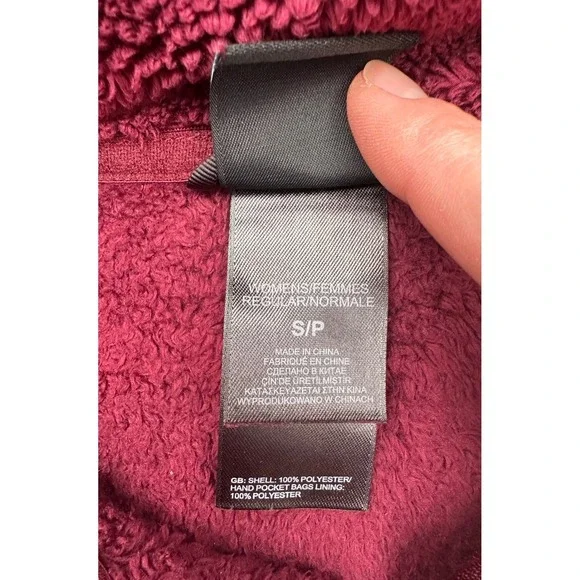 WOMENS/FEMMES
REGULAR/NORMALE
S/P
MADE IN CHINA
FABRIQUÉ EN CHINE
СДЕЛАНО В КИТАЕ
ÇİN'DE ÜRETİLMİŞTİR
ΚΑΤΑΣΚΕΥΑΖΕΤΑΙ ΣΤΗΝ ΚΙΝΑ
WYPRODUKOWANO W CHINACH
GB: SHELL: 100% POLYESTER/
HAND POCKET BAGS LINING:
100% POLYESTER